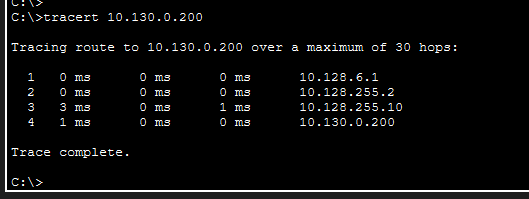 C:\>
C:\>tracert 10.130.0.200
Tracing route to 10.130.0.200 over a maximum of 30 hops:
1 0 ms 0 ms 0 ms 10.128.6.1
2 0 ms 0 ms 0 ms 10.128.255.2
3 3 ms 0 ms 1 ms 10.128.255.10
4 1 ms 0 ms 0 ms 10.130.0.200
Trace complete.
C:\>